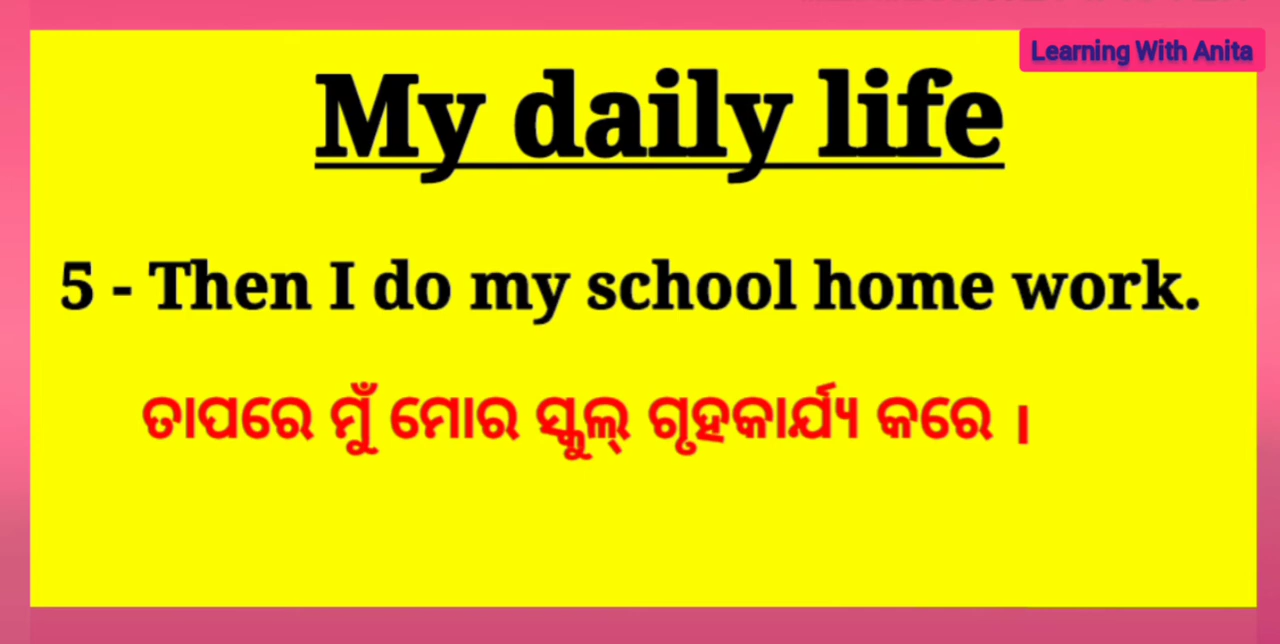 Learning With Anita
My daily life
5 - Then I do my school home work.
ତାପରେ ମୁଁ ମୋର ସ୍କୁଲ୍ ଗୃହକାର୍ଯ୍ୟ କରେ ।